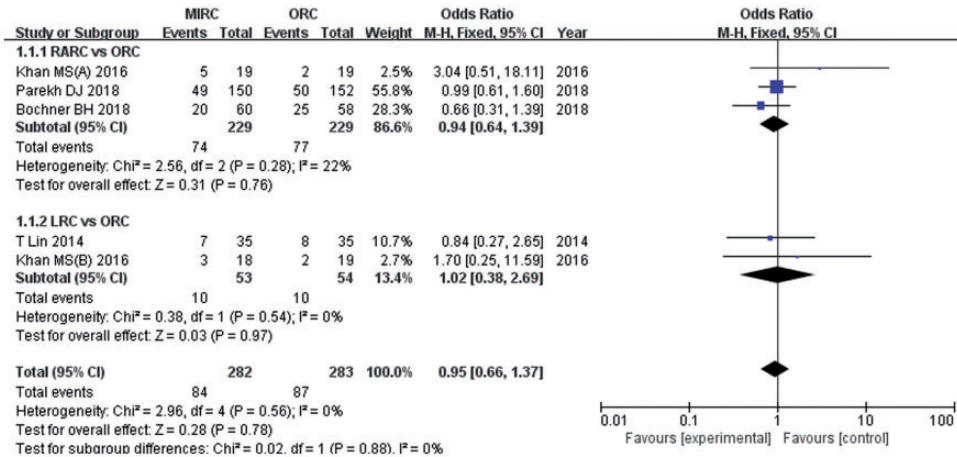 MIRC ORC Odds Ratio Odds Ratio
Study or Subgroup Events Total Events Total Weight M-H, Fixed, 95% CI Year M-H, Fixed, 95% CI
1.1.1 RARC vs ORC
Khan MS(A) 2016 5 19 2 19 2.5% 3.04 [0.51, 18.11] 2016
Parekh DJ 2018 49 150 50 152 55.8% 0.99 [0.61, 1.60] 2018
Bochner BH 2018 20 60 25 58 28.3% 0.66 [0.31, 1.39] 2018
Subtotal (95% CI) 229 229 86.6% 0.94 [0.64, 1.39]
Total events 74 77
Heterogeneity: Chi² = 2.56, df = 2 (P = 0.28); I² = 22%
Test for overall effect: Z = 0.31 (P = 0.76)
1.1.2 LRC vs ORC
T Lin 2014 7 35 8 35 10.7% 0.84 [0.27, 2.65] 2014
Khan MS(B) 2016 3 18 2 19 2.7% 1.70 [0.25, 11.59] 2016
Subtotal (95% CI) 53 54 13.4% 1.02 [0.38, 2.69]
Total events 10 10
Heterogeneity: Chi² = 0.38, df = 1 (P = 0.54); I² = 0%
Test for overall effect: Z = 0.03 (P = 0.97)
Total (95% CI) 282 283 100.0% 0.95 [0.66, 1.37]
Total events 84 87
Heterogeneity: Chi² = 2.96, df = 4 (P = 0.56); I² = 0%
Test for overall effect: Z = 0.28 (P = 0.78)
Test for subgroup differences: Chi² = 0.02, df = 1 (P = 0.88), I² = 0%
0.01 0.1 1 10 100
Favours [experimental] Favours [control]